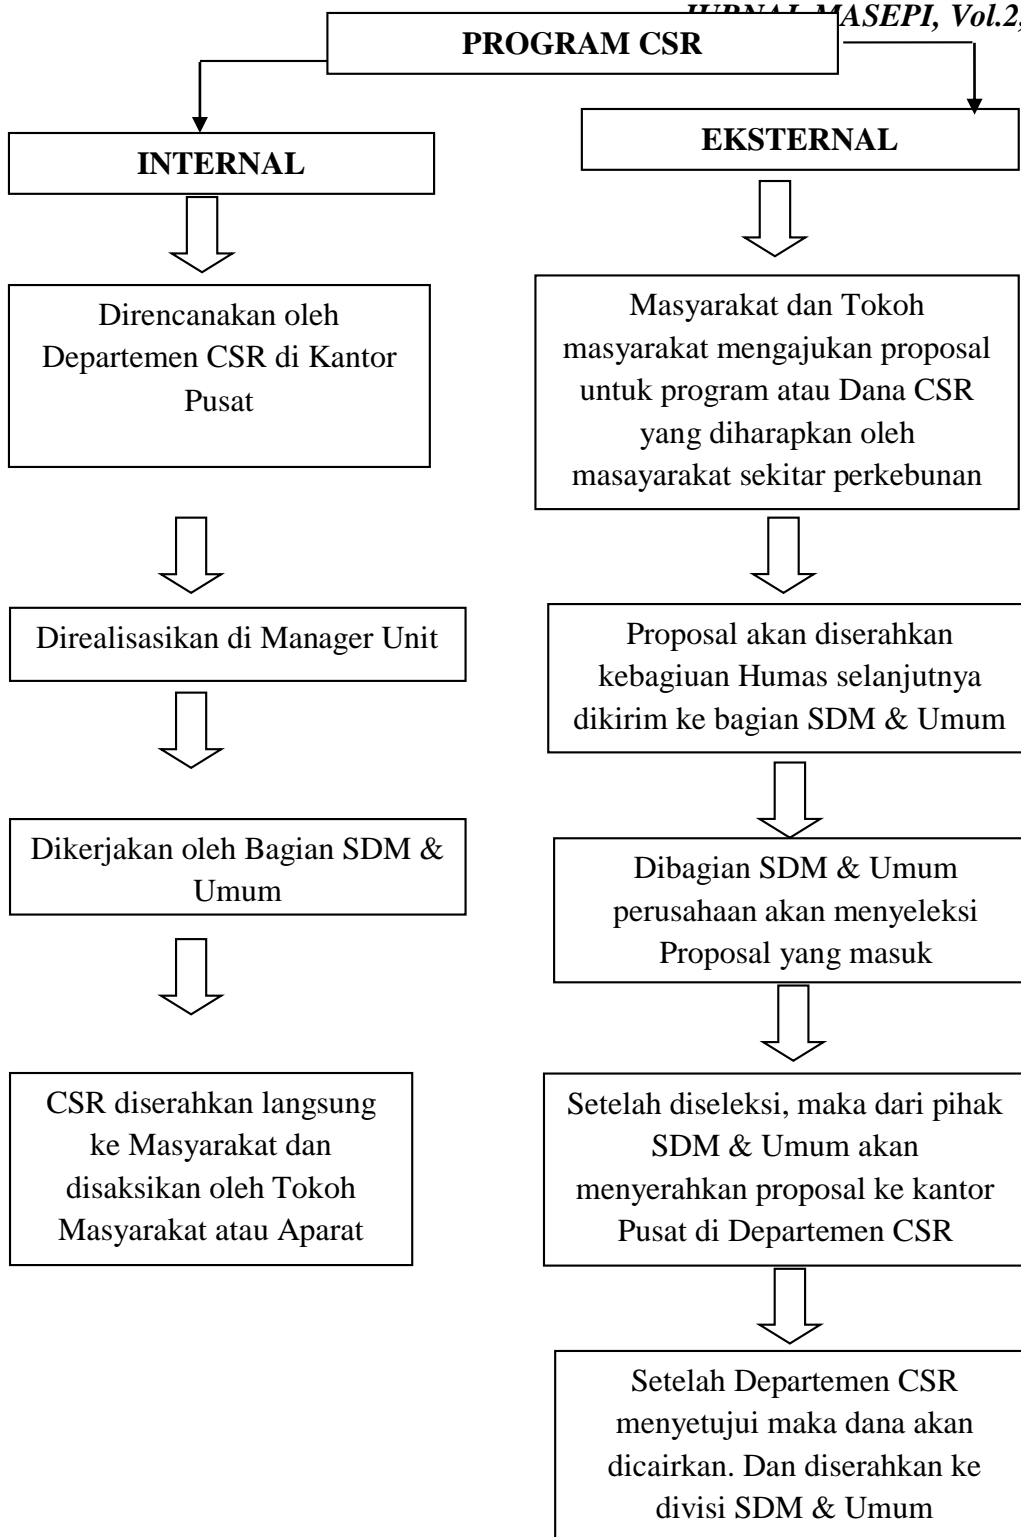 JURNAL MASEPI, Vol.2,
PROGRAM CSR
INTERNAL
Direncanakan oleh
Departemen CSR di Kantor
Pusat
Direalisasikan di Manager Unit
Dikerjakan oleh Bagian SDM &
Umum
CSR diserahkan langsung
ke Masyarakat dan
disaksikan oleh Tokoh
Masyarakat atau Aparat
EKSTERNAL
Masyarakat dan Tokoh
masyarakat mengajukan proposal
untuk program atau Dana CSR
yang diharapkan oleh
masayarakat sekitar perkebunan
Proposal akan diserahkan
kebagiuan Humas selanjutnya
dikirim ke bagian SDM & Umum
Dibagian SDM & Umum
perusahaan akan menyeleksi
Proposal yang masuk
Setelah diseleksi, maka dari pihak
SDM & Umum akan
menyerahkan proposal ke kantor
Pusat di Departemen CSR
Setelah Departemen CSR
menyetujui maka dana akan
dicairkan. Dan diserahkan ke
divisi SDM & Umum